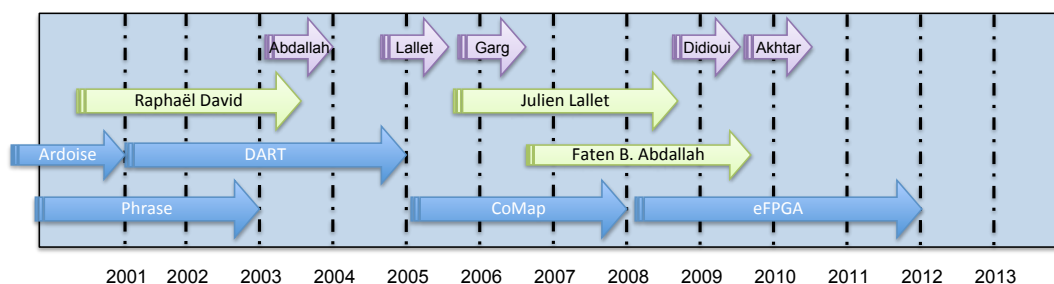 Abdallah Lallet Garg Didioui Akhtar
Raphaël David Julien Lallet
Ardoise DART Faten B. Abdallah
Phrase CoMap eFPGA
2001 2002 2003 2004 2005 2006 2007 2008 2009 2010 2011 2012 2013